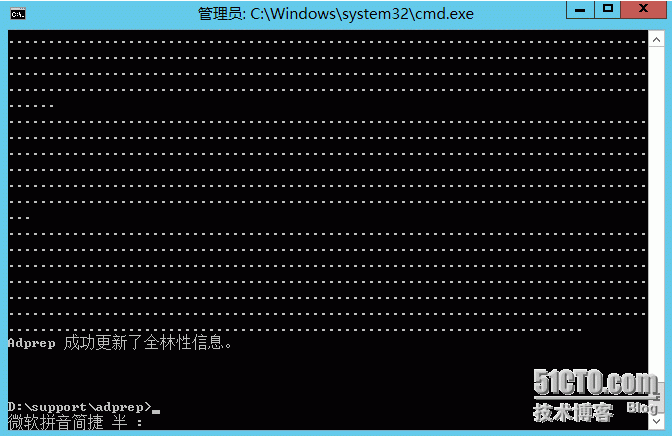 管理员: C:\Windows\system32\cmd.exe
Adprep 成功更新了全林性信息。
D:\support\adprep>
微软拼音简捷 半 :
51CTO.com
技术博客 Blog